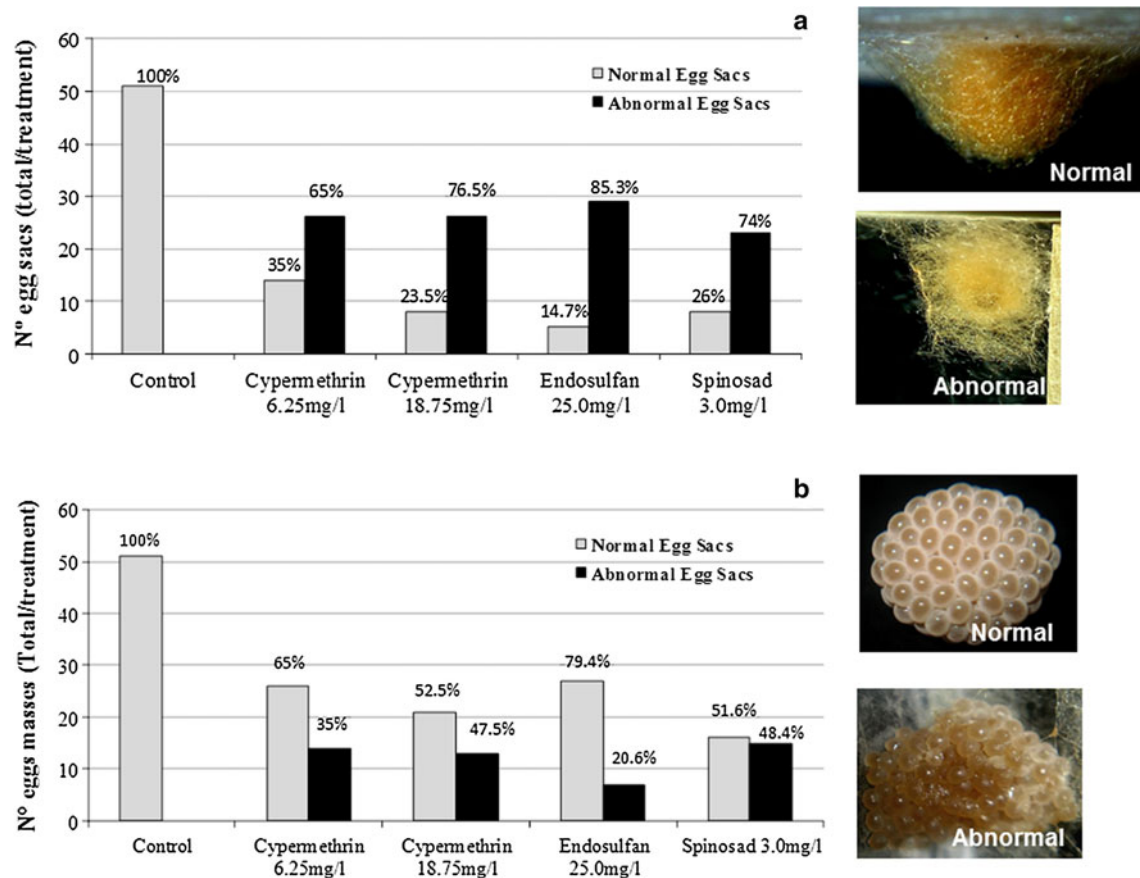 a
N° egg sacs (total/treatment)
60
50
40
30
20
10
0
Normal Egg Sacs
Abnormal Egg Sacs
100%
35%
65%
23.5%
76.5%
14.7%
85.3%
26%
74%
Control
Cypermethrin 6.25mg/l
Cypermethrin 18.75mg/l
Endosulfan 25.0mg/l
Spinosad 3.0mg/l
Normal
Abnormal
b
N° eggs masses (Total/treatment)
60
50
40
30
20
10
0
Normal Egg Sacs
Abnormal Egg Sacs
100%
65%
35%
52.5%
47.5%
79.4%
20.6%
51.6%
48.4%
Control
Cypermethrin 6.25mg/l
Cypermethrin 18.75mg/l
Endosulfan 25.0mg/l
Spinosad 3.0mg/l
Normal
Abnormal